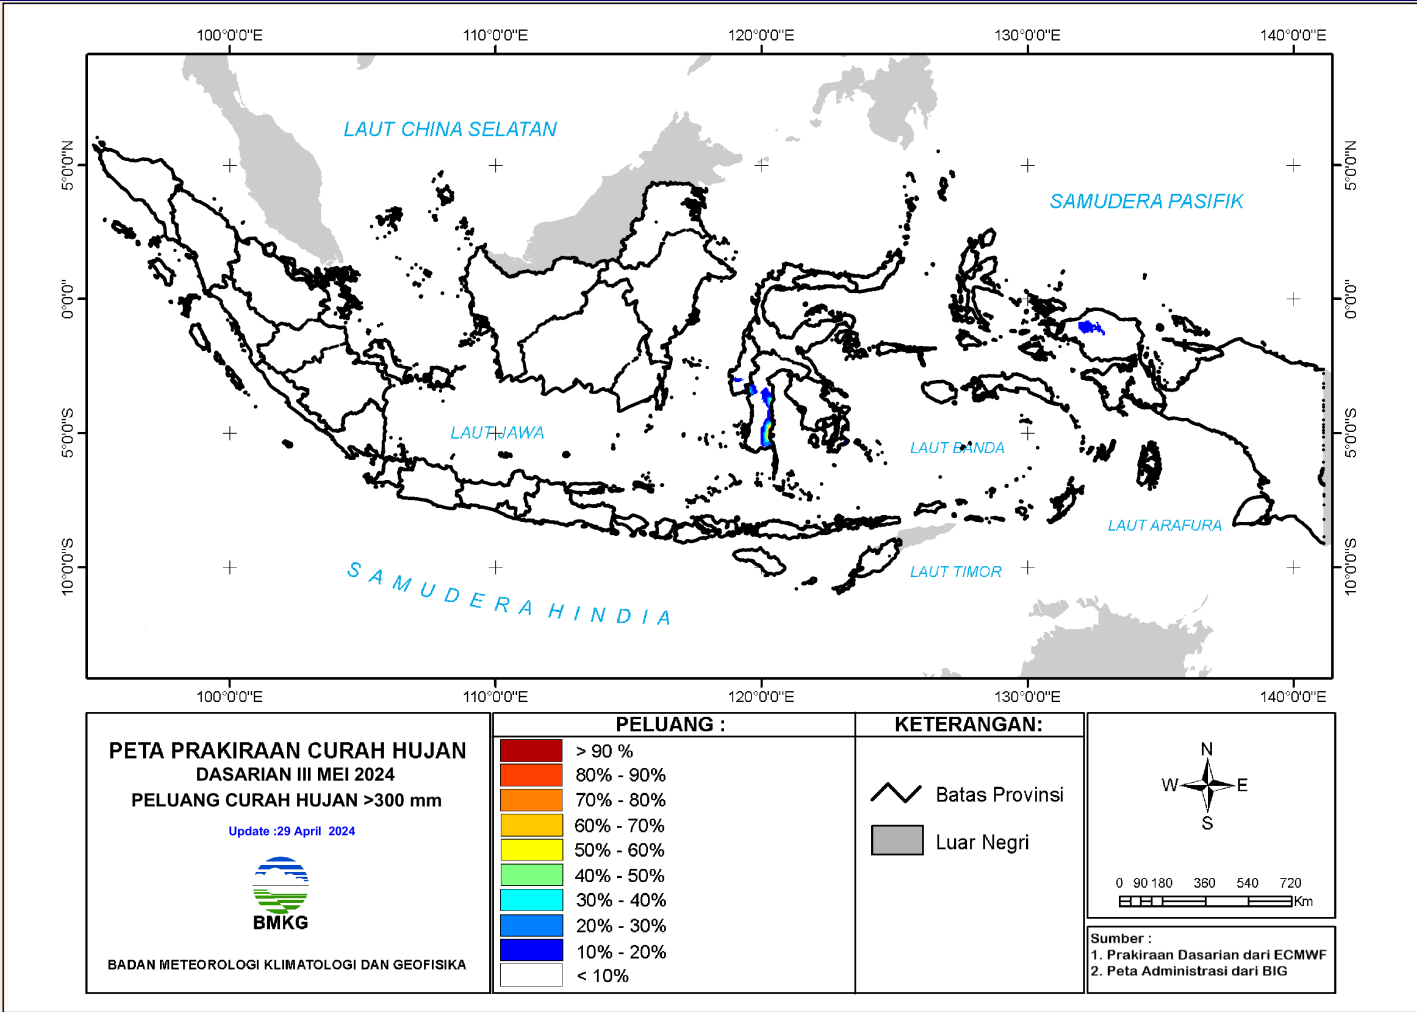 100°0'0"E 110°0'0"E 120°0'0"E 130°0'0"E 140°0'0"E
LAUT CHINA SELATAN
5°0'0"N 5°0'0"N
SAMUDERA PASIFIK
0°0'0" 0°0'0"
LAUT JAWA
5°0'0"S 5°0'0"S
LAUT BANDA
LAUT ARAFURA
10°0'0"S 10°0'0"S
LAUT TIMOR
SAMUDERA HINDIA
100°0'0"E 110°0'0"E 120°0'0"E 130°0'0"E 140°0'0"E
PETA PRAKIRAAN CURAH HUJAN
DASARIAN III MEI 2024
PELUANG CURAH HUJAN >300 mm
Update :29 April 2024
BMKG
BADAN METEOROLOGI KLIMATOLOGI DAN GEOFISIKA
PELUANG :
> 90 %
80% - 90%
70% - 80%
60% - 70%
50% - 60%
40% - 50%
30% - 40%
20% - 30%
10% - 20%
< 10%
KETERANGAN:
Batas Provinsi
Luar Negri
N
W E
S
0 90 180 360 540 720
Km
Sumber :
1. Prakiraan Dasarian dari ECMWF
2. Peta Administrasi dari BIG